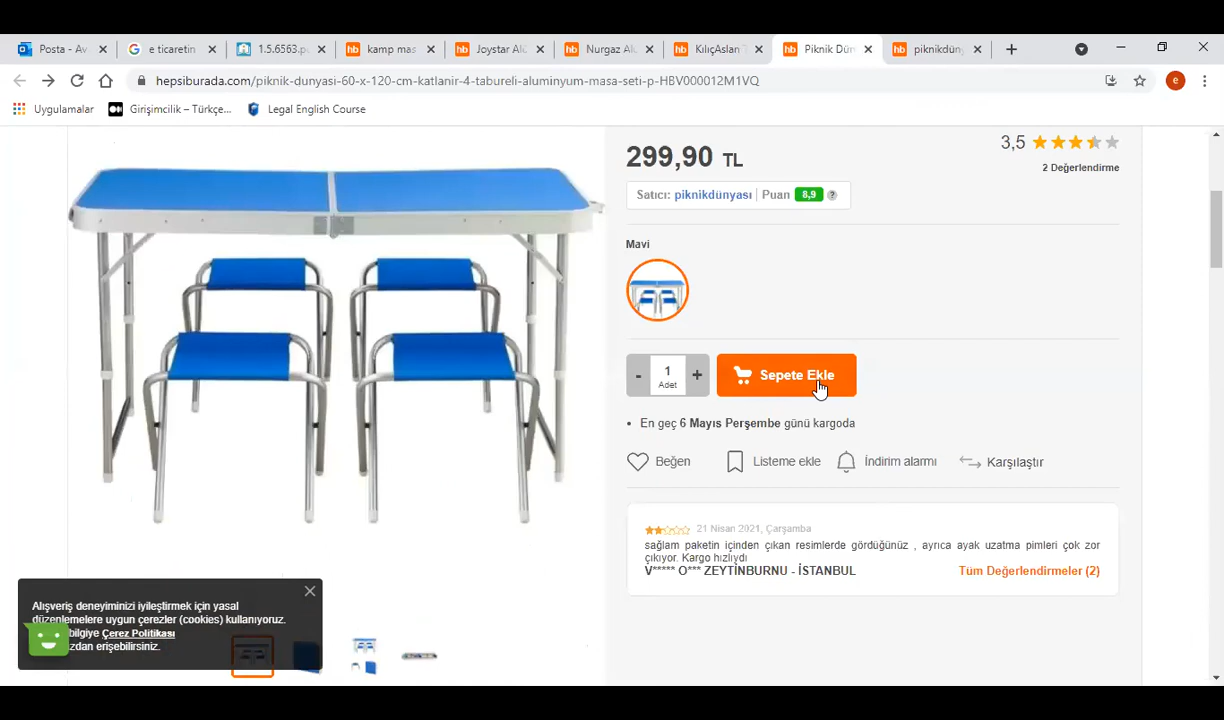 Posta - Av
e ticaretin
1.5.6563.pu
kamp mas
Joystar Alü
Nurgaz Alu
KılıçAslan T
Piknik Dün
piknikdüny
hepsiburada.com/piknik-dunyasi-60-x-120-cm-katlanir-4-tabureli-aluminyum-masa-seti-p-HBV000012M1VQ
e
Uygulamalar
Girişimcilik – Türkçe...
Legal English Course
299,90 TL
3,5
2 Değerlendirme
Satıcı: piknikdünyası | Puan 8,9 ?
Mavi
- 1 +
Adet
Sepete Ekle
En geç 6 Mayıs Perşembe günü kargoda
Beğen
Listeme ekle
İndirim alarmı
Karşılaştır
21 Nisan 2021, Çarşamba
sağlam paketin içinden çıkan resimlerde gördüğünüz , ayrıca ayak uzatma pimleri çok zor
çıkıyor. Kargo hızlıydı
V***** O*** ZEYTİNBURNU - İSTANBUL
Tüm Değerlendirmeler (2)
Alışveriş deneyiminizi iyileştirmek için yasal
düzenlemelere uygun çerezler (cookies) kullanıyoruz.
bilgiye Çerez Politikası
zdan erişebilirsiniz.